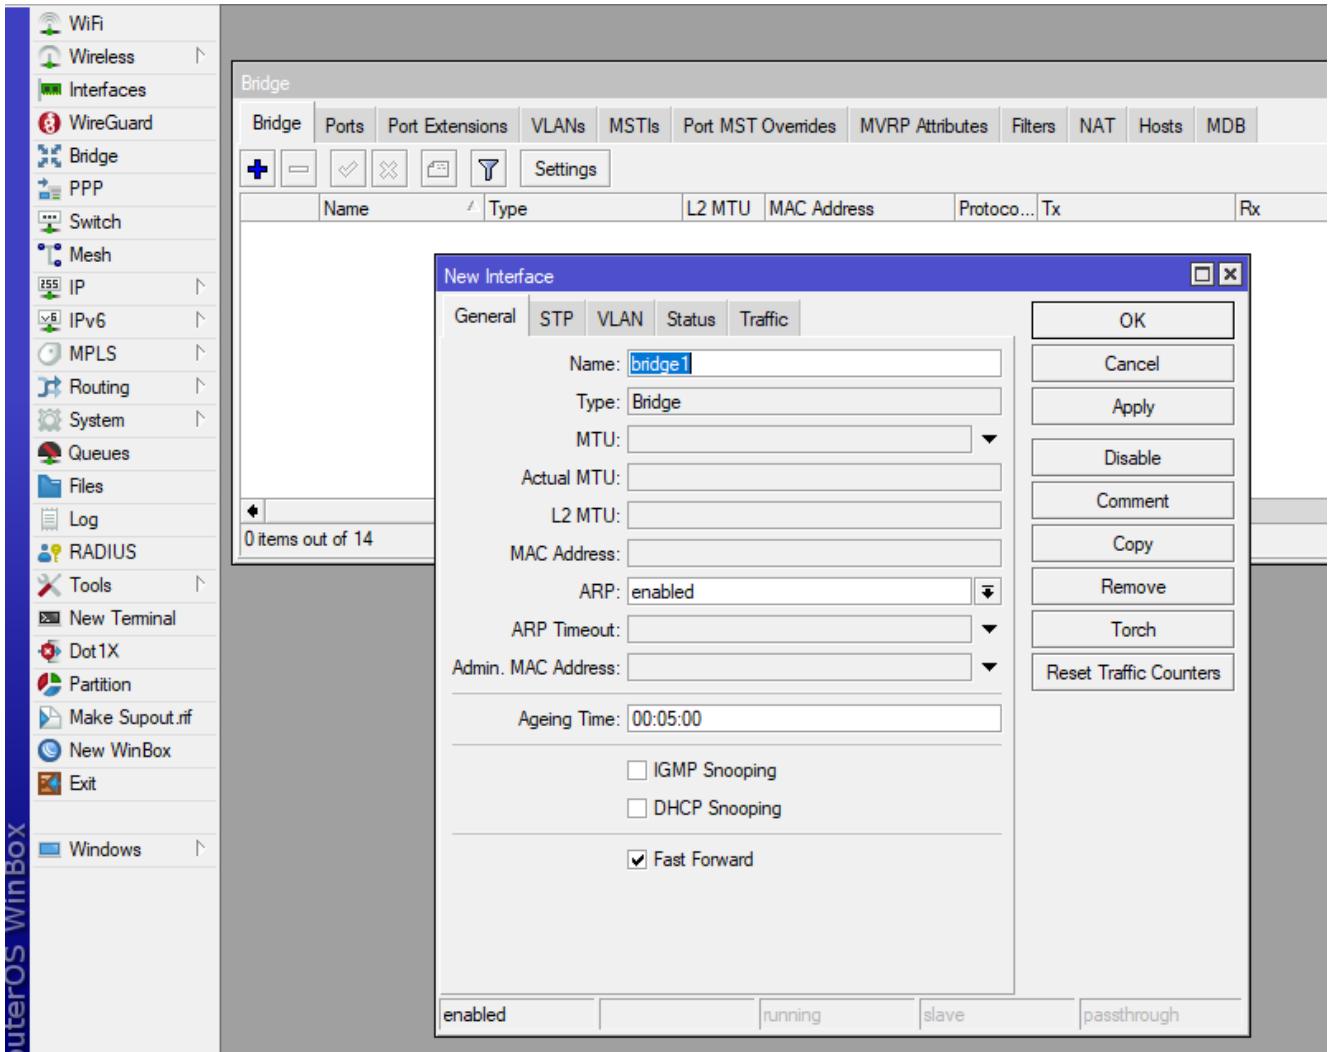 WiFi
Wireless
Interfaces
WireGuard
Bridge
PPP
Switch
Mesh
IP
IPv6
MPLS
Routing
System
Queues
Files
Log
RADIUS
Tools
New Terminal
Dot1X
Partition
Make Supout.rif
New WinBox
Exit
Windows
uterOS WinBox
Bridge
Bridge Ports Port Extensions VLANs MSTIs Port MST Overrides MVRP Attributes Filters NAT Hosts MDB
Settings
Name Type L2 MTU MAC Address Protoco... Tx Rx
0 items out of 14
New Interface
General STP VLAN Status Traffic
Name: bridge1
Type: Bridge
MTU:
Actual MTU:
L2 MTU:
MAC Address:
ARP: enabled
ARP Timeout:
Admin. MAC Address:
Ageing Time: 00:05:00
IGMP Snooping
DHCP Snooping
Fast Forward
OK
Cancel
Apply
Disable
Comment
Copy
Remove
Torch
Reset Traffic Counters
enabled running slave passthrough